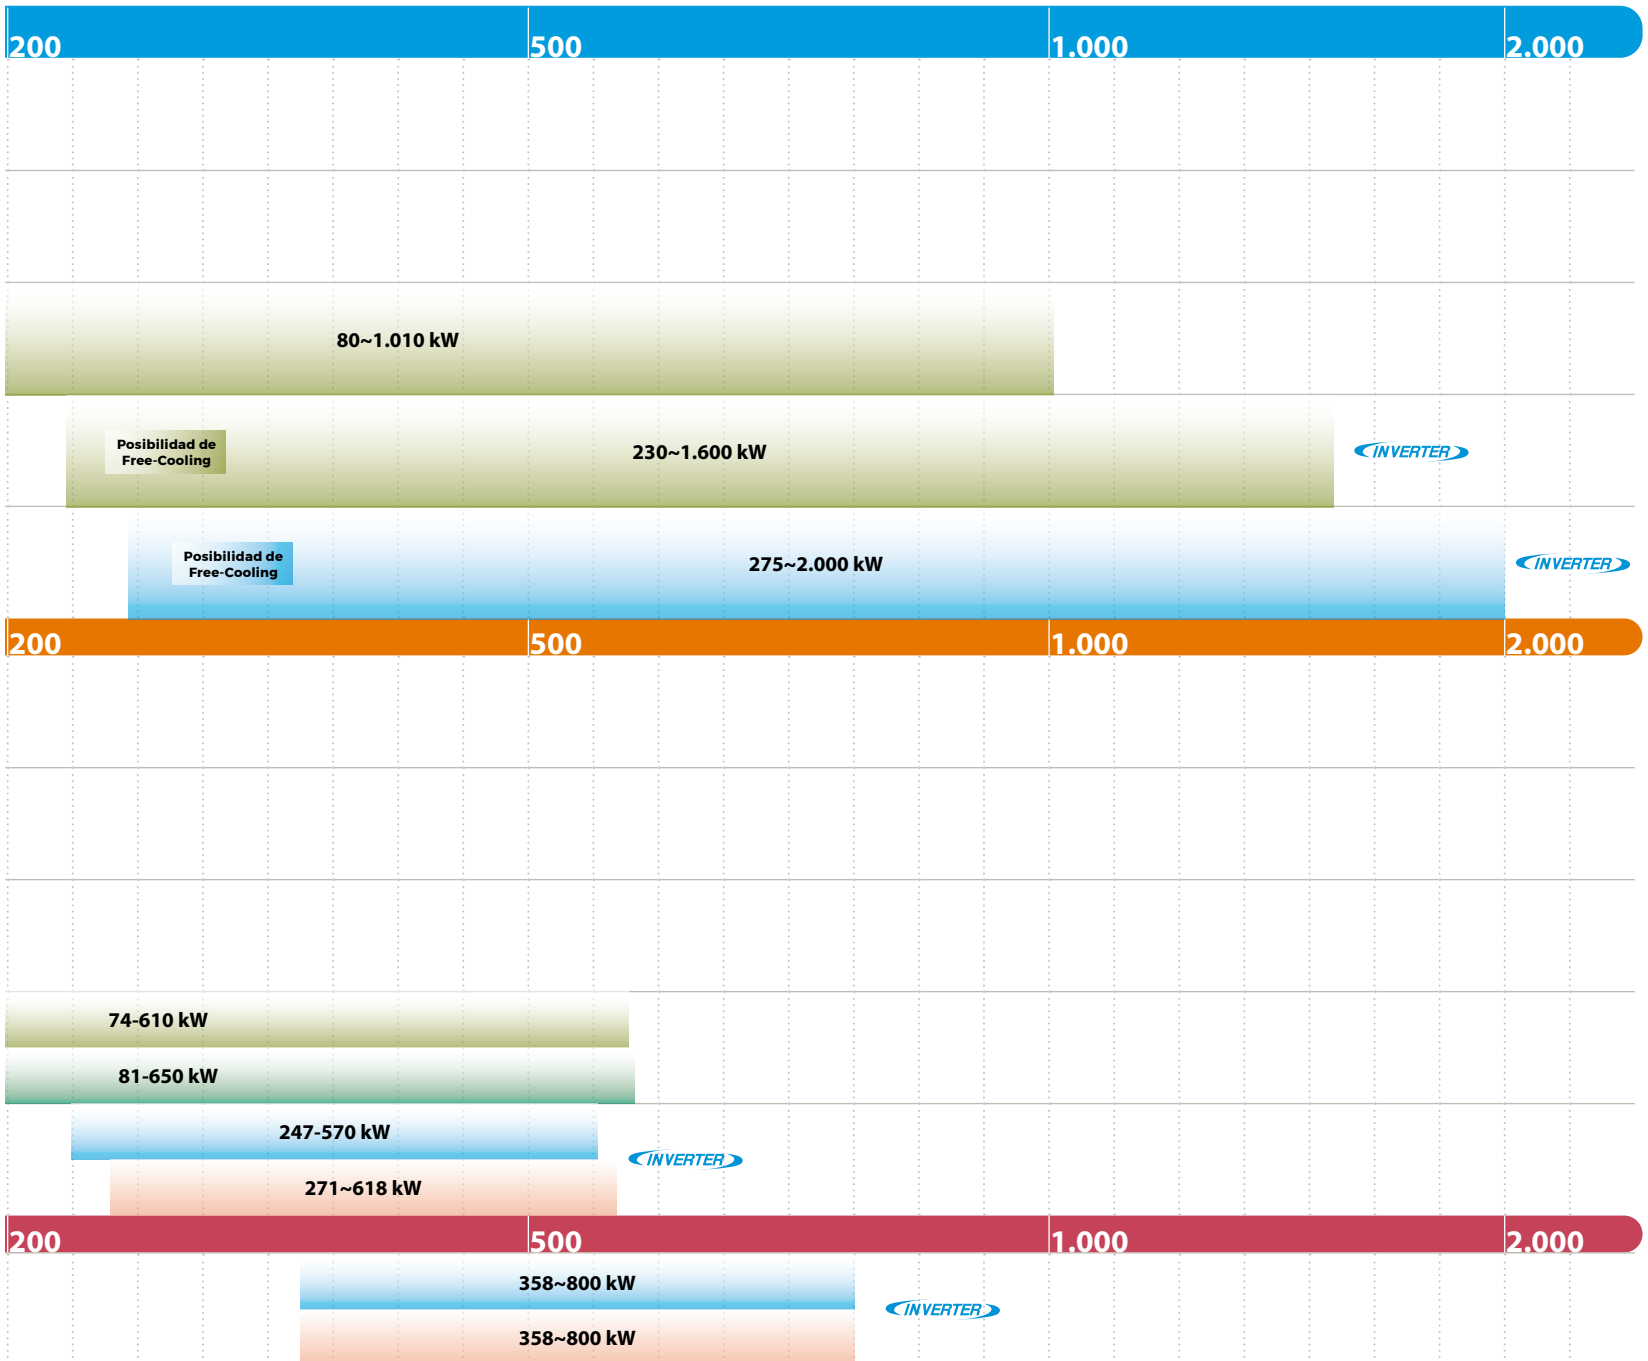 200 500 1.000 2.000
80~1.010 kW
Posibilidad de
Free-Cooling
230~1.600 kW
INVERTER
Posibilidad de
Free-Cooling
275~2.000 kW
INVERTER
200 500 1.000 2.000
74-610 kW
81-650 kW
247-570 kW
INVERTER
271~618 kW
200 500 1.000 2.000
358~800 kW
INVERTER
358~800 kW